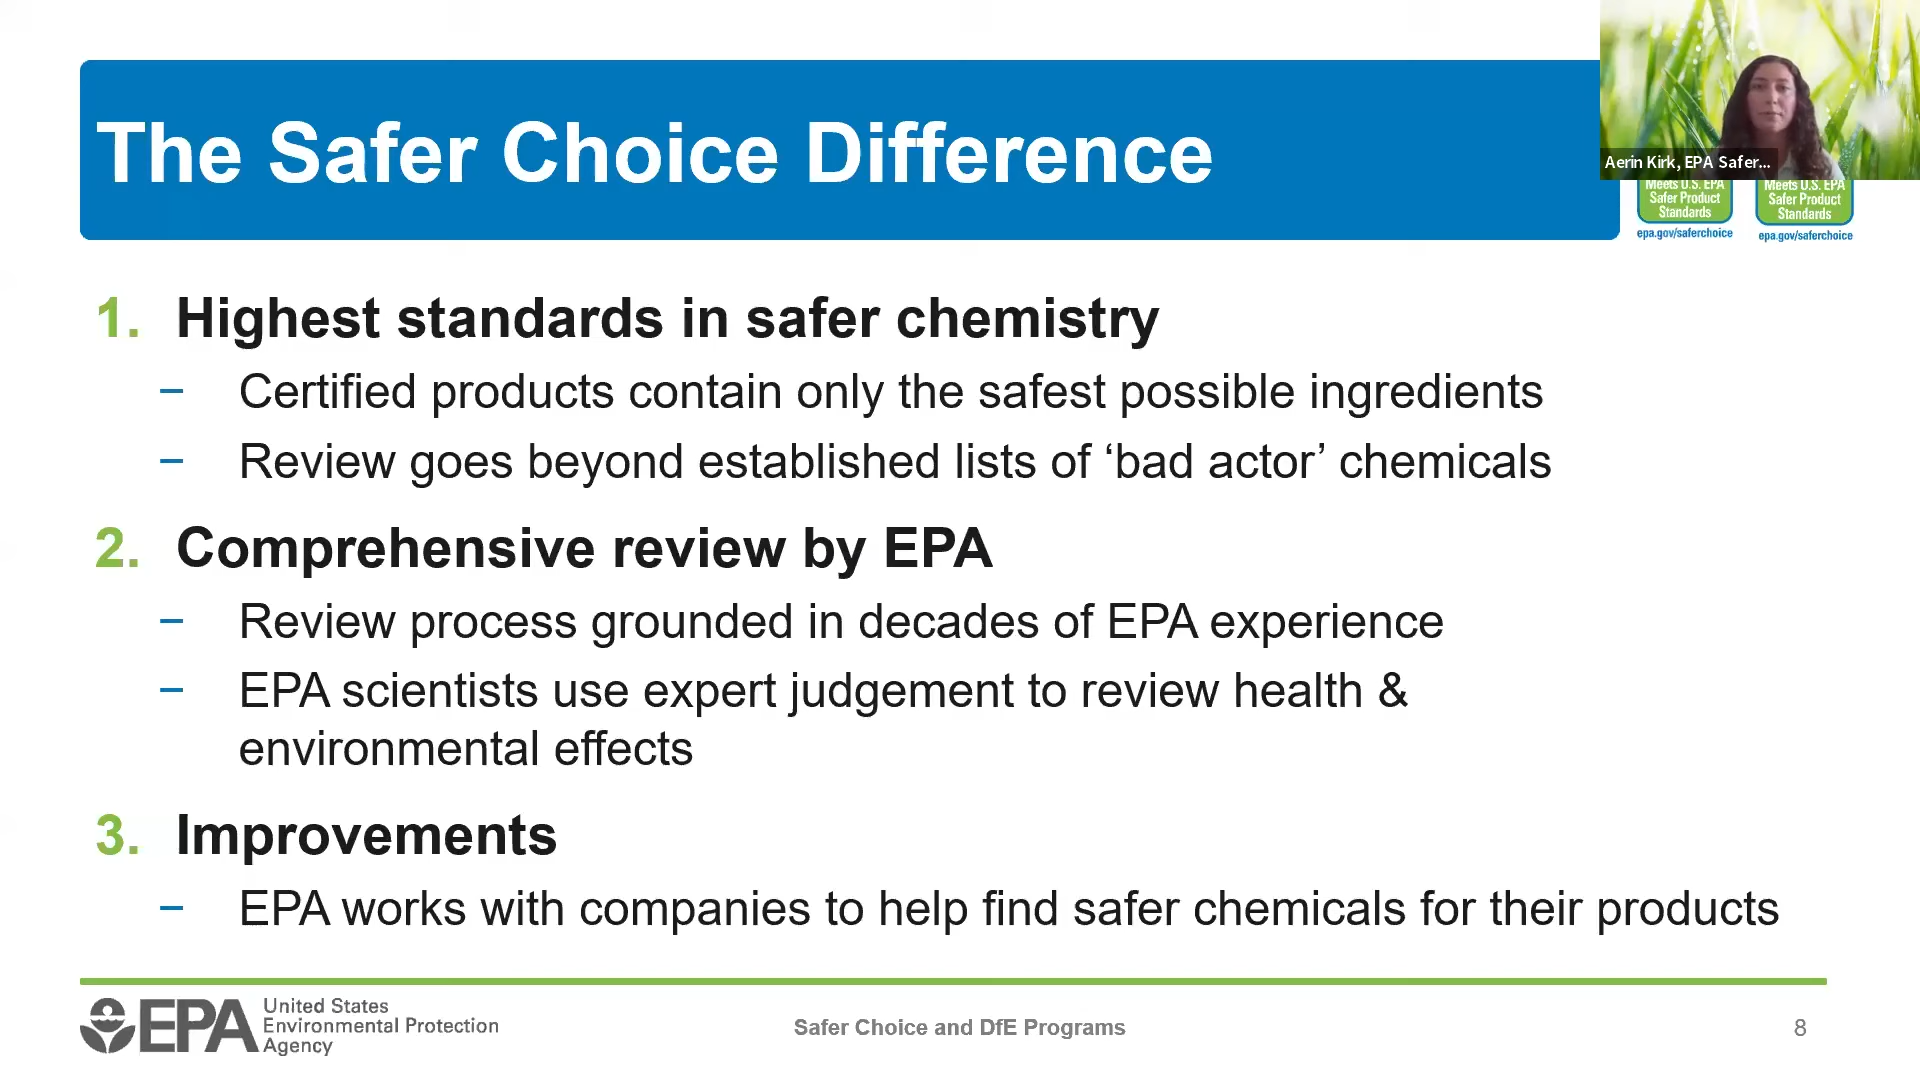 The Safer Choice Difference
Aerin Kirk, EPA Safer...
Meets U.S. EPA
Safer Product
Standards
epa.gov/saferchoice
Meets U.S. EPA
Safer Product
Standards
epa.gov/saferchoice
1. Highest standards in safer chemistry
− Certified products contain only the safest possible ingredients
− Review goes beyond established lists of ‘bad actor’ chemicals
2. Comprehensive review by EPA
− Review process grounded in decades of EPA experience
− EPA scientists use expert judgement to review health &
environmental effects
3. Improvements
− EPA works with companies to help find safer chemicals for their products
EPA
United States
Environmental Protection
Agency
Safer Choice and DfE Programs
8